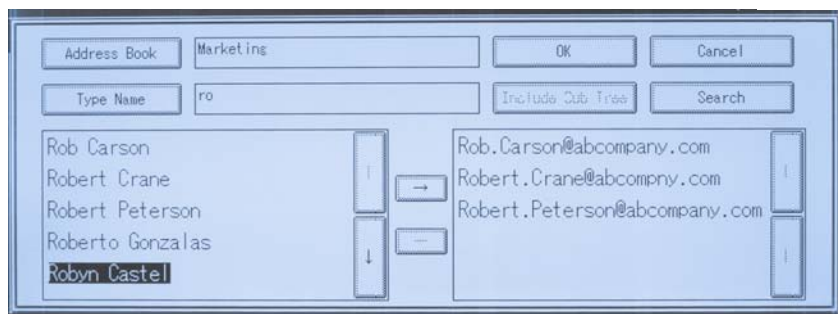 Address Book Marketing OK Cancel
Type Name ro Include Sub Tree Search
Rob Carson
Robert Crane
Robert Peterson
Roberto Gonzalas
Robyn Castel
→
↓
Rob.Carson@abcompany.com
Robert.Crane@abcompny.com
Robert.Peterson@abcompany.com